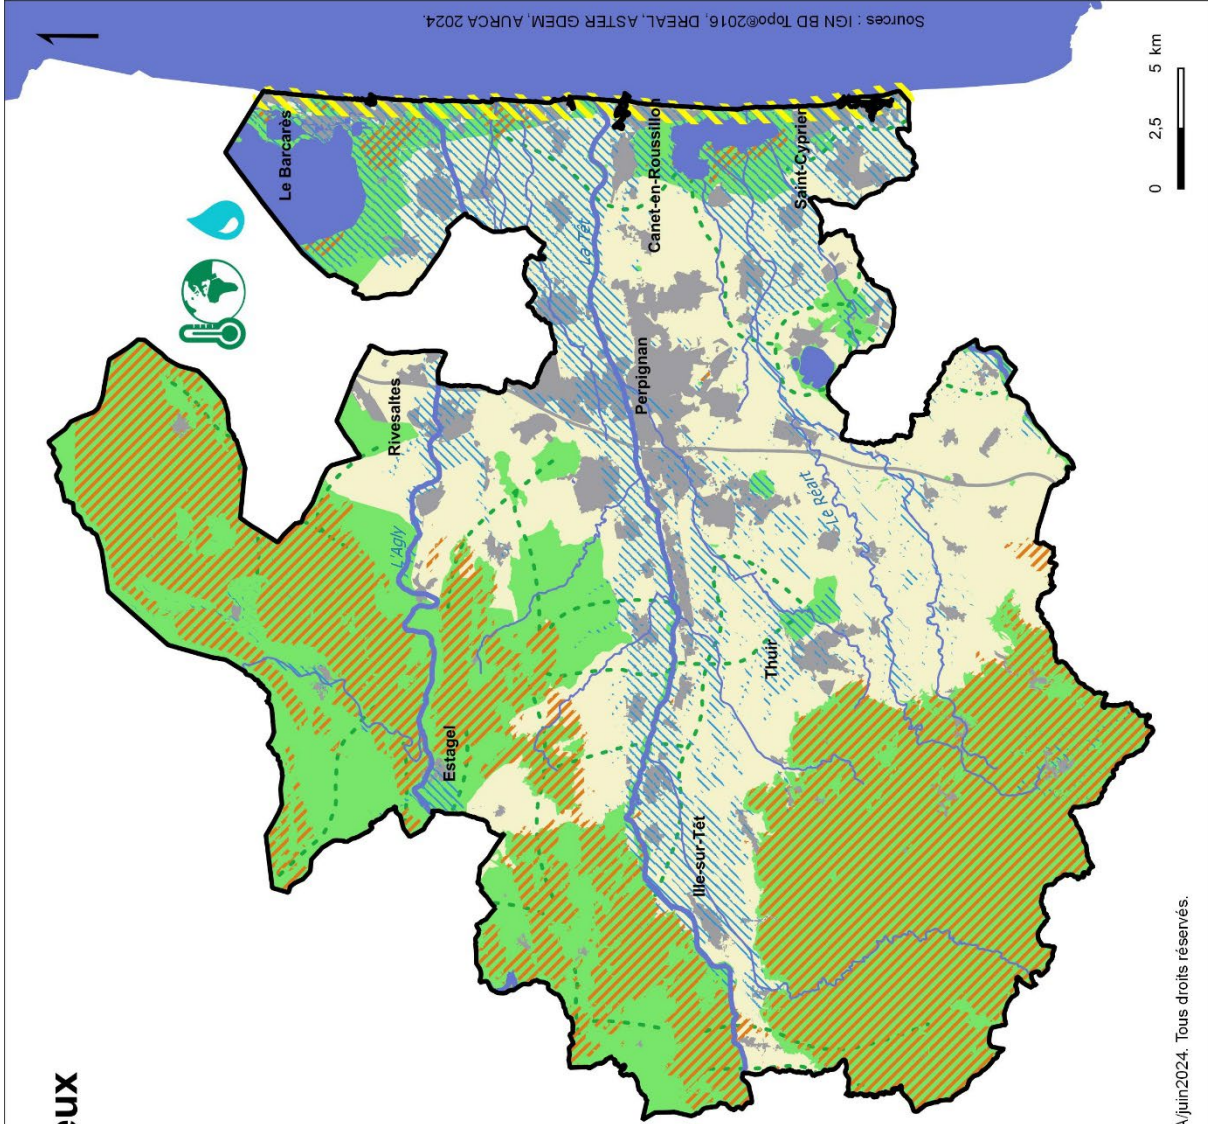 eux
1
Sources : IGN BD Topo®2016, DREAL, ASTER GDEM, AURCA 2024.
Le Barcarès
Rivesaltes
L'Agly
Estagel
La Têt
Canet-en-Roussillon
Perpignan
Saint-Cyprien
Le Réart
Thuir
Ille-sur-Têt
0 2,5 5 km
A/juin2024. Tous droits réservés.